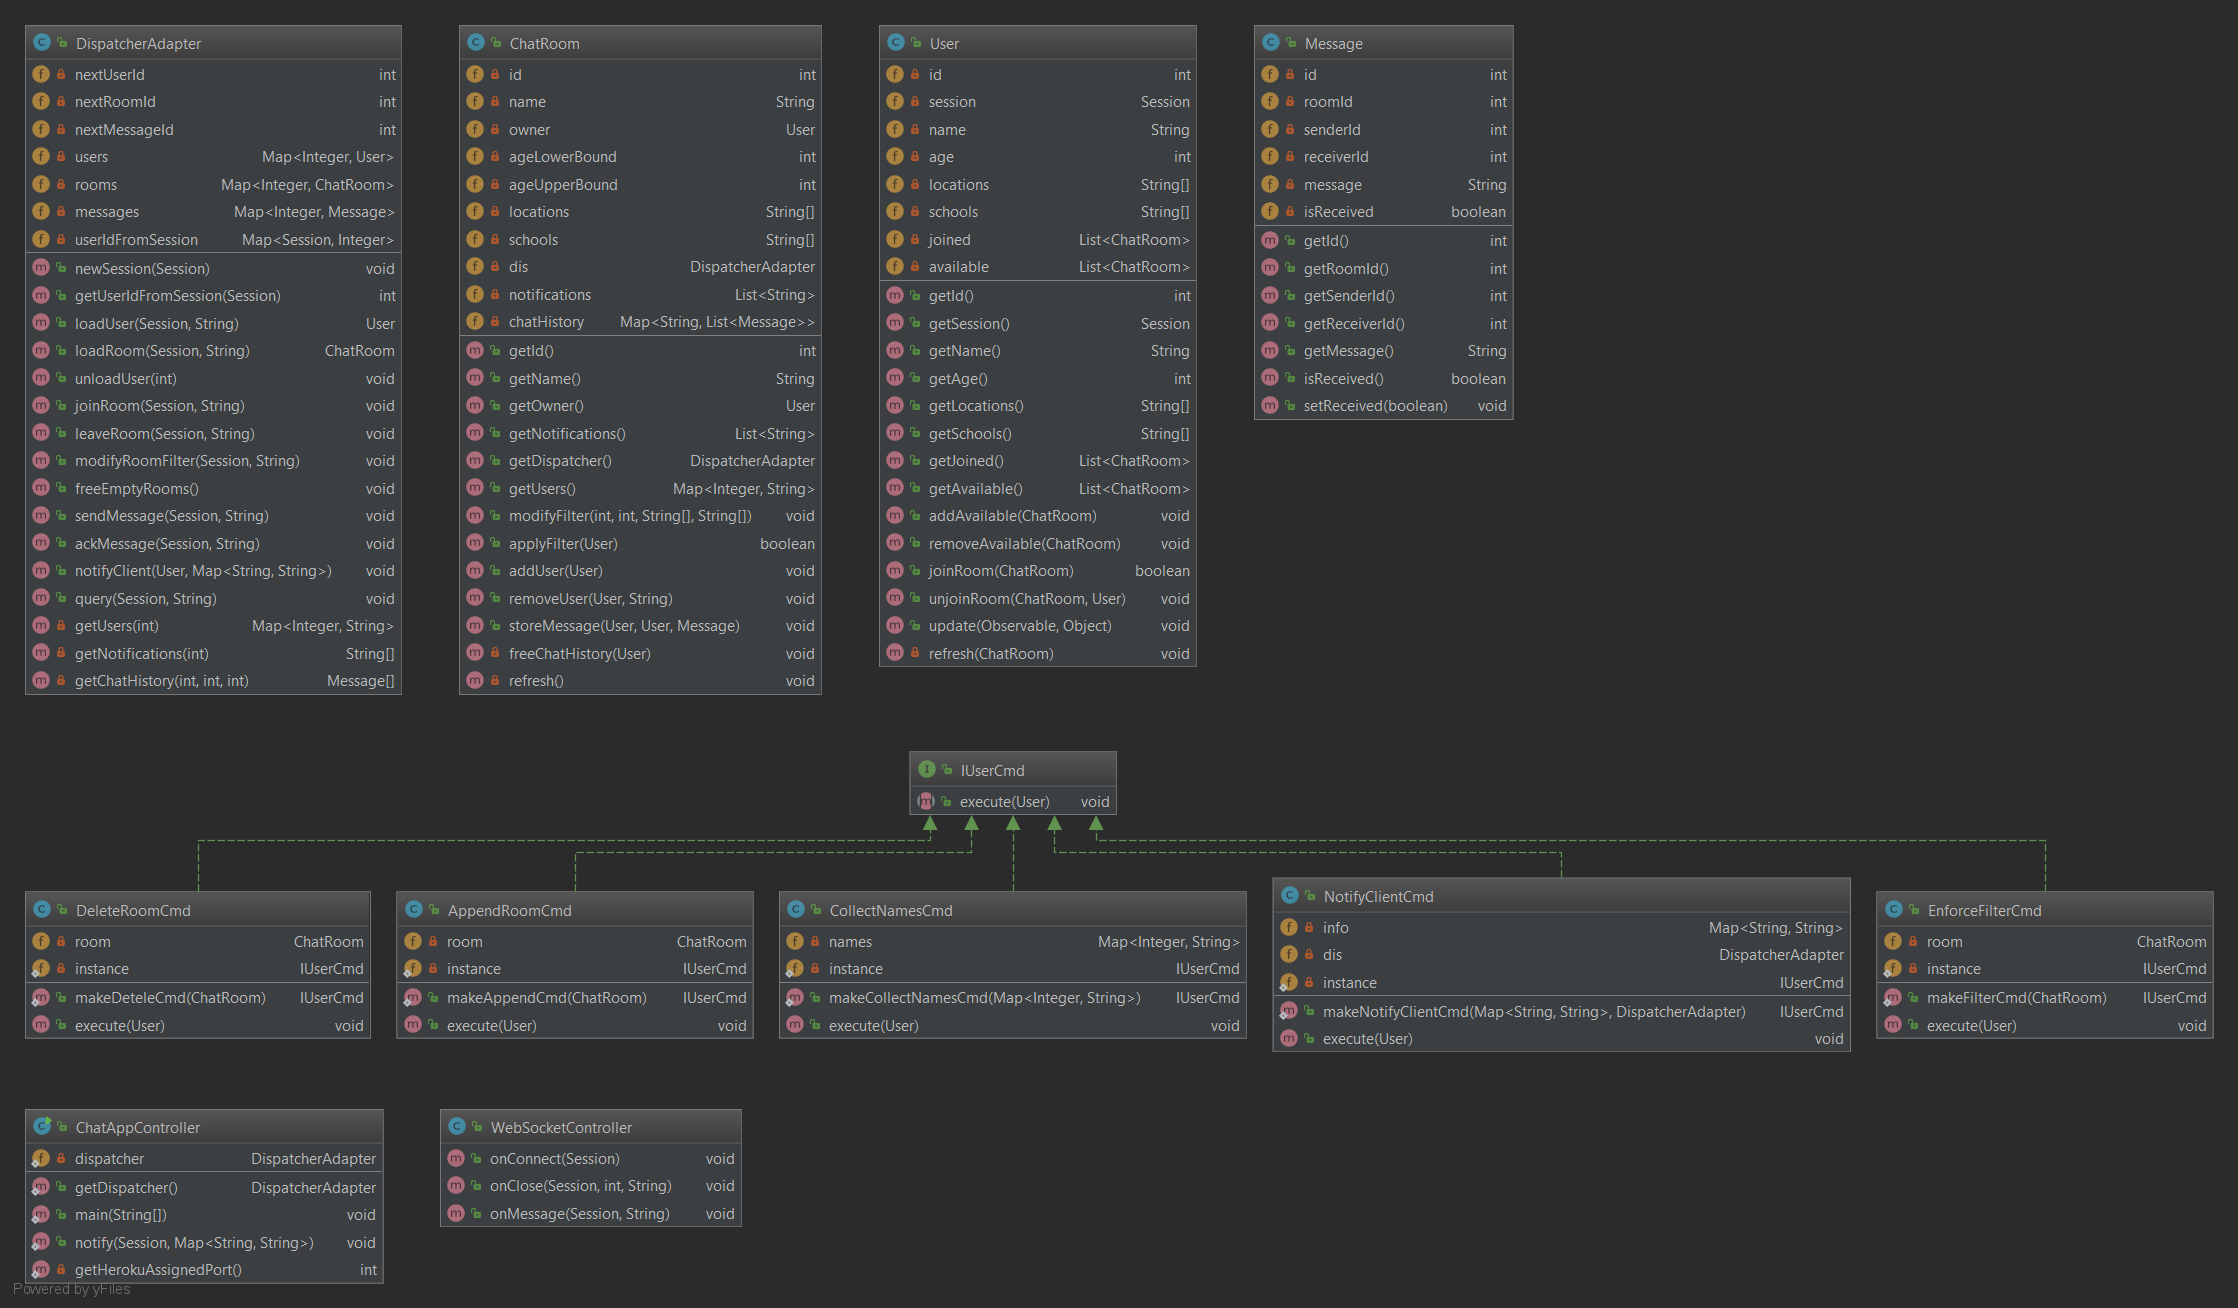 DispatcherAdapter
nextUserId int
nextRoomId int
nextMessageId int
users Map<Integer, User>
rooms Map<Integer, ChatRoom>
messages Map<Integer, Message>
userIdFromSession Map<Session, Integer>
newSession(Session) void
getUserIdFromSession(Session) int
loadUser(Session, String) User
loadRoom(Session, String) ChatRoom
unloadUser(int) void
joinRoom(Session, String) void
leaveRoom(Session, String) void
modifyRoomFilter(Session, String) void
freeEmptyRooms() void
sendMessage(Session, String) void
ackMessage(Session, String) void
notifyClient(User, Map<String, String>) void
query(Session, String) void
getUsers(int) Map<Integer, String>
getNotifications(int) String[]
getChatHistory(int, int, int) Message[]
ChatRoom
id int
name String
owner User
ageLowerBound int
ageUpperBound int
locations String[]
schools String[]
dis DispatcherAdapter
notifications List<String>
chatHistory Map<String, List<Message>>
getId() int
getName() String
getOwner() User
getNotifications() List<String>
getDispatcher() DispatcherAdapter
getUsers() Map<Integer, String>
modifyFilter(int, int, String[], String[]) void
applyFilter(User) boolean
addUser(User) void
removeUser(User, String) void
storeMessage(User, User, Message) void
freeChatHistory(User) void
refresh() void
User
id int
session Session
name String
age int
locations String[]
schools String[]
joined List<ChatRoom>
available List<ChatRoom>
getId() int
getSession() Session
getName() String
getAge() int
getLocations() String[]
getSchools() String[]
getJoined() List<ChatRoom>
getAvailable() List<ChatRoom>
addAvailable(ChatRoom) void
removeAvailable(ChatRoom) void
joinRoom(ChatRoom) boolean
unjoinRoom(ChatRoom, User) void
update(Observable, Object) void
refresh(ChatRoom) void
Message
id int
roomId int
senderId int
receiverId int
message String
isReceived boolean
getId() int
getRoomId() int
getSenderId() int
getReceiverId() int
getMessage() String
isReceived() boolean
setReceived(boolean) void
IUserCmd
execute(User) void
DeleteRoomCmd
room ChatRoom
instance IUserCmd
makeDeteleCmd(ChatRoom) IUserCmd
execute(User) void
AppendRoomCmd
room ChatRoom
instance IUserCmd
makeAppendCmd(ChatRoom) IUserCmd
execute(User) void
CollectNamesCmd
names Map<Integer, String>
instance IUserCmd
makeCollectNamesCmd(Map<Integer, String>) IUserCmd
execute(User) void
NotifyClientCmd
info Map<String, String>
dis DispatcherAdapter
instance IUserCmd
makeNotifyClientCmd(Map<String, String>, DispatcherAdapter) IUserCmd
execute(User) void
EnforceFilterCmd
room ChatRoom
instance IUserCmd
makeFilterCmd(ChatRoom) IUserCmd
execute(User) void
ChatAppController
dispatcher DispatcherAdapter
getDispatcher() DispatcherAdapter
main(String[]) void
notify(Session, Map<String, String>) void
getHerokuAssignedPort() int
WebSocketController
onConnect(Session) void
onClose(Session, int, String) void
onMessage(Session, String) void
Powered by yFiles